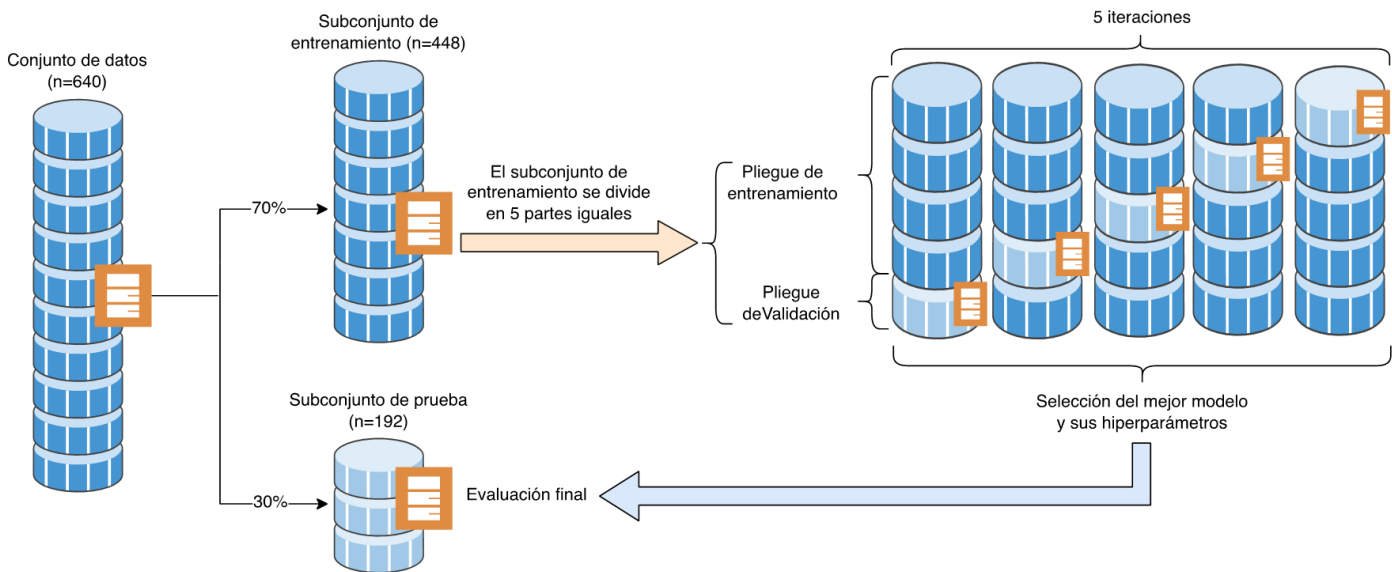 Conjunto de datos
(n=640)
Subconjunto de
entrenamiento (n=448)
70%
El subconjunto de
entrenamiento se divide
en 5 partes iguales
Pliegue de
entrenamiento
Pliegue
deValidación
5 iteraciones
Selección del mejor modelo
y sus hiperparámetros
Subconjunto de prueba
(n=192)
30%
Evaluación final